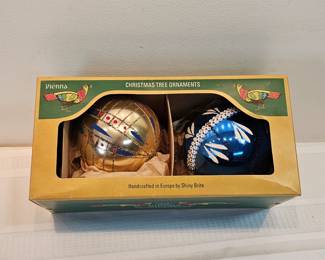 Vienna
CHRISTMAS TREE ORNAMENTS
Handcrafted in Europe by Shiny Brite